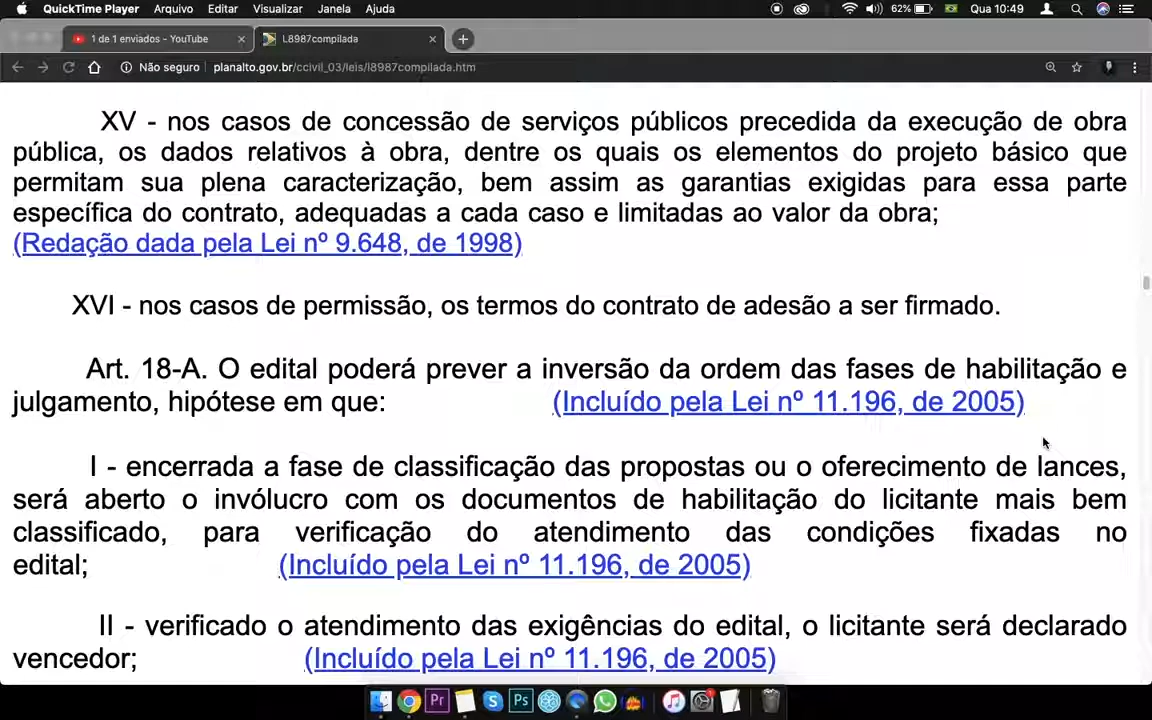 QuickTime Player Arquivo Editar Visualizar Janela Ajuda 62% Qua 10:49
1 de 1 enviados - YouTube L8987compilada
Não seguro planalto.gov.br/ccivil_03/leis/l8987compilada.htm
XV - nos casos de concessão de serviços públicos precedida da execução de obra
pública, os dados relativos à obra, dentre os quais os elementos do projeto básico que
permitam sua plena caracterização, bem assim as garantias exigidas para essa parte
específica do contrato, adequadas a cada caso e limitadas ao valor da obra;
(Redação dada pela Lei nº 9.648, de 1998)
XVI - nos casos de permissão, os termos do contrato de adesão a ser firmado.
Art. 18-A. O edital poderá prever a inversão da ordem das fases de habilitação e
julgamento, hipótese em que: (Incluído pela Lei nº 11.196, de 2005)
I - encerrada a fase de classificação das propostas ou o oferecimento de lances,
será aberto o invólucro com os documentos de habilitação do licitante mais bem
classificado, para verificação do atendimento das condições fixadas no
edital; (Incluído pela Lei nº 11.196, de 2005)
II - verificado o atendimento das exigências do edital, o licitante será declarado
vencedor; (Incluído pela Lei nº 11.196, de 2005)
Pr Ps